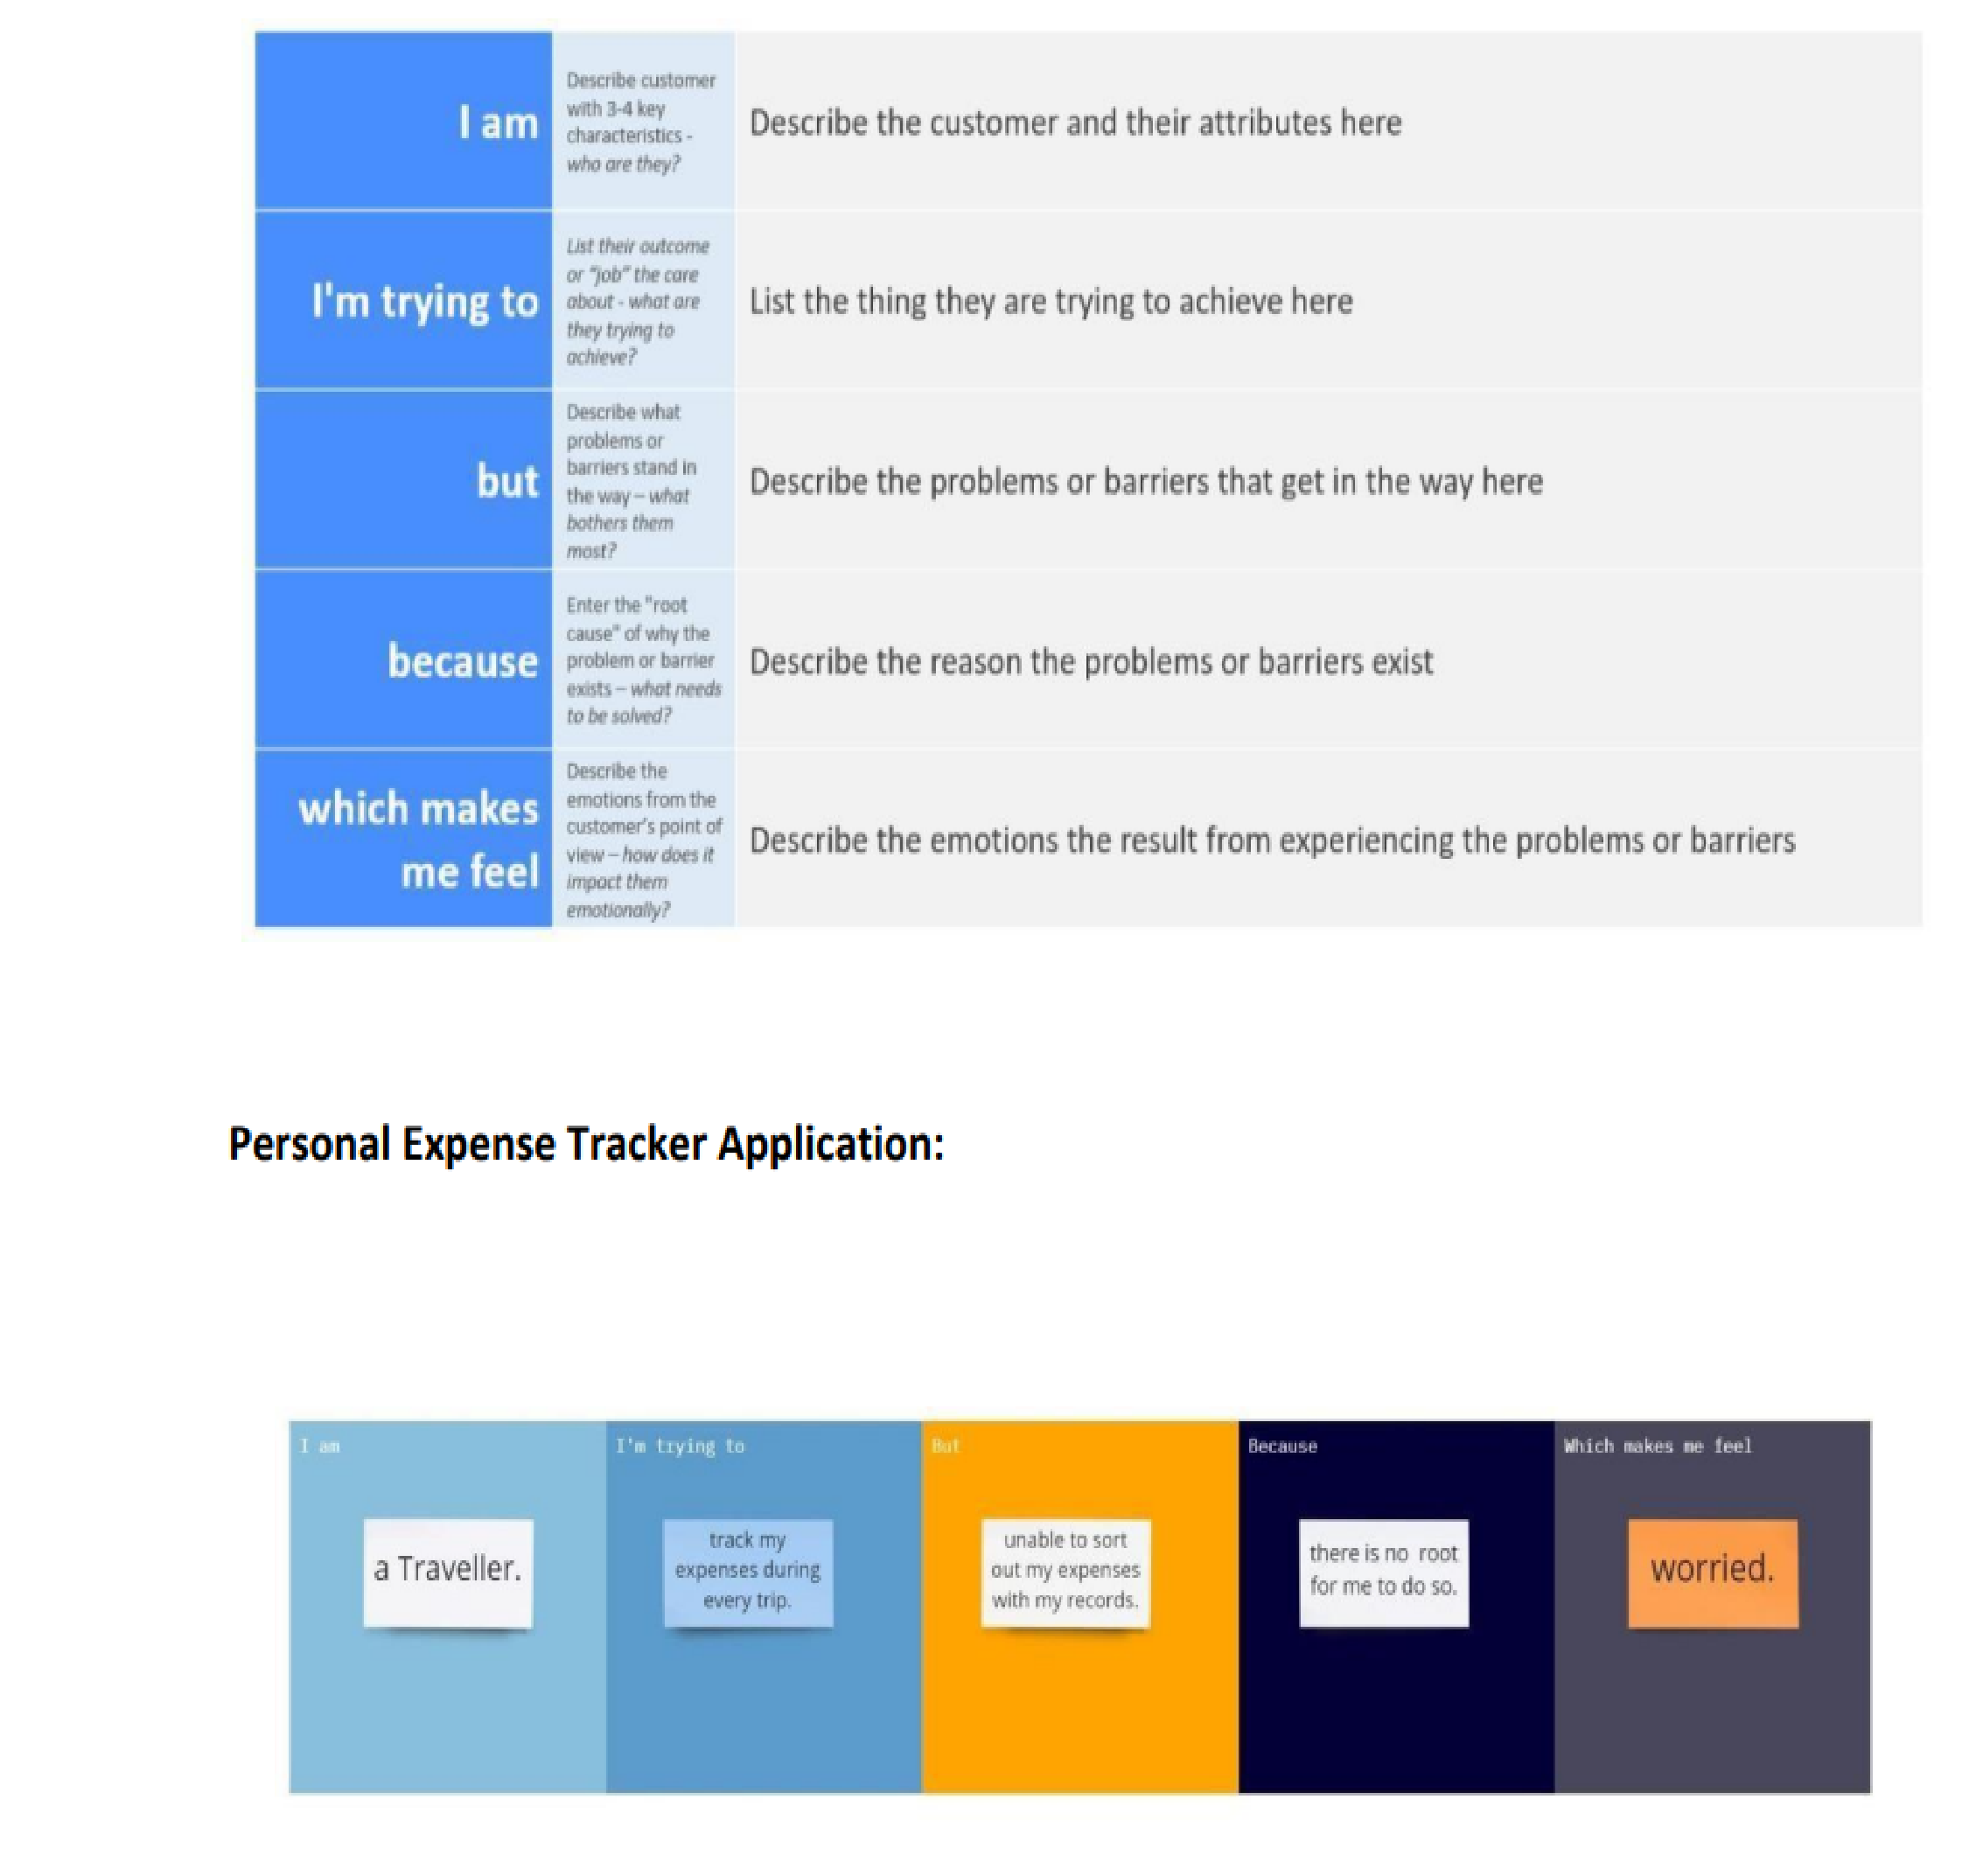 I am
Describe customer
with 3-4 key
characteristics -
who are they?
Describe the customer and their attributes here
I'm trying to
List their outcome
or "job" the care
about - what are
they trying to
achieve?
List the thing they are trying to achieve here
but
Describe what
problems or
barriers stand in
the way – what
bothers them
most?
Describe the problems or barriers that get in the way here
because
Enter the "root
cause" of why the
problem or barrier
exists – what needs
to be solved?
Describe the reason the problems or barriers exist
which makes
me feel
Describe the
emotions from the
customer's point of
view – how does it
impact them
emotionally?
Describe the emotions the result from experiencing the problems or barriers
Personal Expense Tracker Application:
I am
a Traveller.
I'm trying to
track my
expenses during
every trip.
But
unable to sort
out my expenses
with my records.
Because
there is no root
for me to do so.
Which makes me feel
worried.